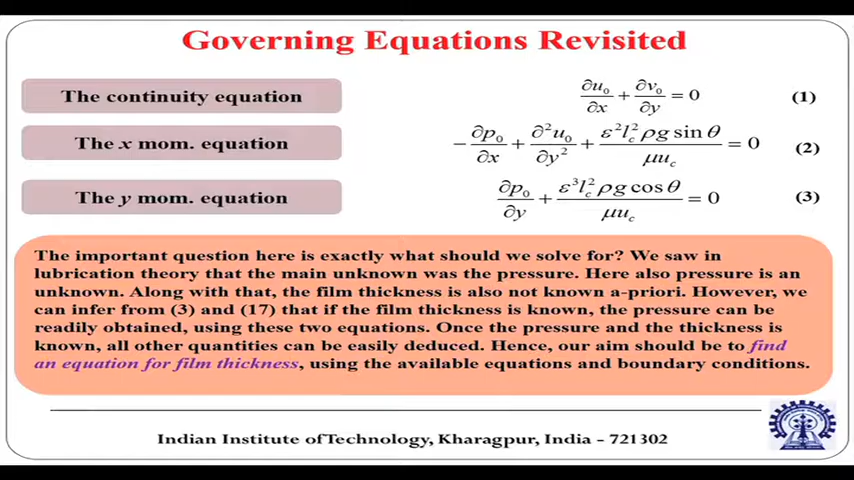 Governing Equations Revisited
The continuity equation
∂u₀/∂x + ∂v₀/∂y = 0 (1)
The x mom. equation
−∂p₀/∂x + ∂²u₀/∂y² + ε²l_c²ρg sin θ/μu_c = 0 (2)
The y mom. equation
∂p₀/∂y + ε³l_c²ρg cos θ/μu_c = 0 (3)
The important question here is exactly what should we solve for? We saw in
lubrication theory that the main unknown was the pressure. Here also pressure is an
unknown. Along with that, the film thickness is also not known a-priori. However, we
can infer from (3) and (17) that if the film thickness is known, the pressure can be
readily obtained, using these two equations. Once the pressure and the thickness is
known, all other quantities can be easily deduced. Hence, our aim should be to find
an equation for film thickness, using the available equations and boundary conditions.
Indian Institute of Technology, Kharagpur, India - 721302